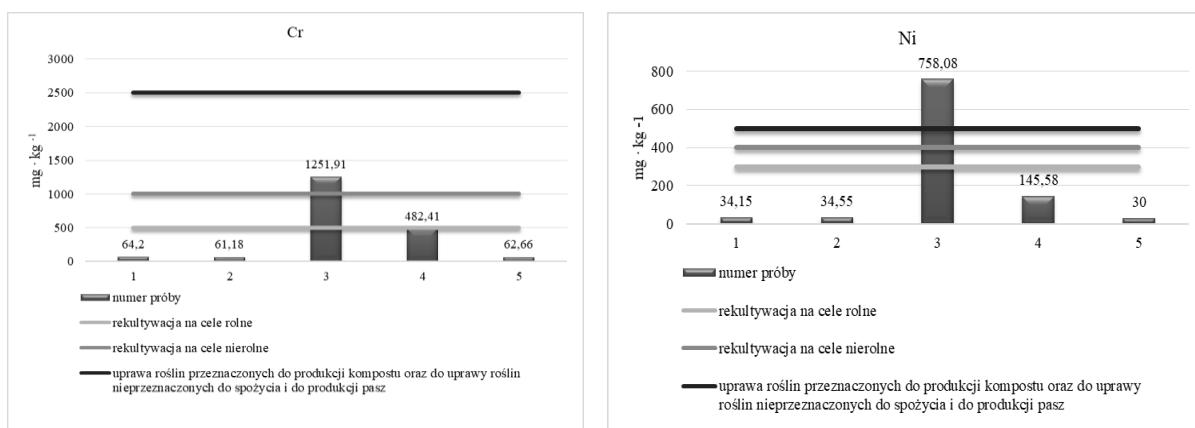 Cr
3000
2500
2000
1500
1000
500
0
mg · kg -1
1251,91
482,41
64,2
61,18
62,66
1
2
3
4
5
numer próby
rekultywacja na cele rolne
rekultywacja na cele nierolne
uprawa roślin przeznaczonych do produkcji kompostu oraz do uprawy roślin
nieprzeznaczonych do spożycia i do produkcji pasz
Ni
800
600
400
200
0
mg · kg -1
758,08
145,58
34,15
34,55
30
1
2
3
4
5
numer próby
rekultywacja na cele rolne
rekultywacja na cele nierolne
uprawa roślin przeznaczonych do produkcji kompostu oraz do uprawy
roślin nieprzeznaczonych do spożycia i do produkcji pasz